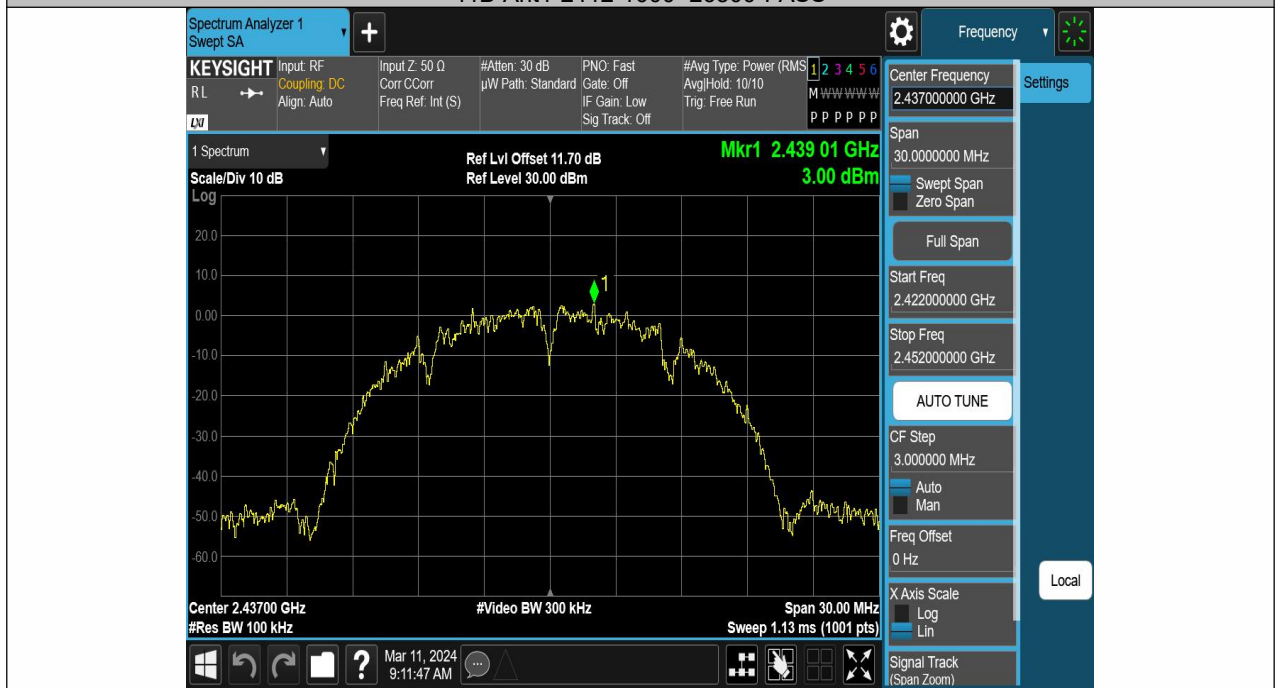 Spectrum Analyzer 1
Swept SA
Frequency
KEYSIGHT
RL
LXI
Input: RF
Coupling: DC
Align: Auto
Input Z: 50 Ω
Corr CCorr
Freq Ref: Int (S)
#Atten: 30 dB
µW Path: Standard
PNO: Fast
Gate: Off
IF Gain: Low
Sig Track: Off
#Avg Type: Power (RMS
Avg|Hold: 10/10
Trig: Free Run
1 2 3 4 5 6
M W W W W W
P P P P P P
1 Spectrum
Scale/Div 10 dB
Ref Lvl Offset 11.70 dB
Ref Level 30.00 dBm
Mkr1 2.439 01 GHz
3.00 dBm
Log
20.0
10.0
0.00
-10.0
-20.0
-30.0
-40.0
-50.0
-60.0
1
Center 2.43700 GHz
#Res BW 100 kHz
#Video BW 300 kHz
Span 30.00 MHz
Sweep 1.13 ms (1001 pts)
Center Frequency
2.437000000 GHz
Span
30.0000000 MHz
Swept Span
Zero Span
Full Span
Start Freq
2.422000000 GHz
Stop Freq
2.452000000 GHz
AUTO TUNE
CF Step
3.000000 MHz
Auto
Man
Freq Offset
0 Hz
X Axis Scale
Log
Lin
Signal Track
(Span Zoom)
Settings
Local
?
Mar 11, 2024
9:11:47 AM